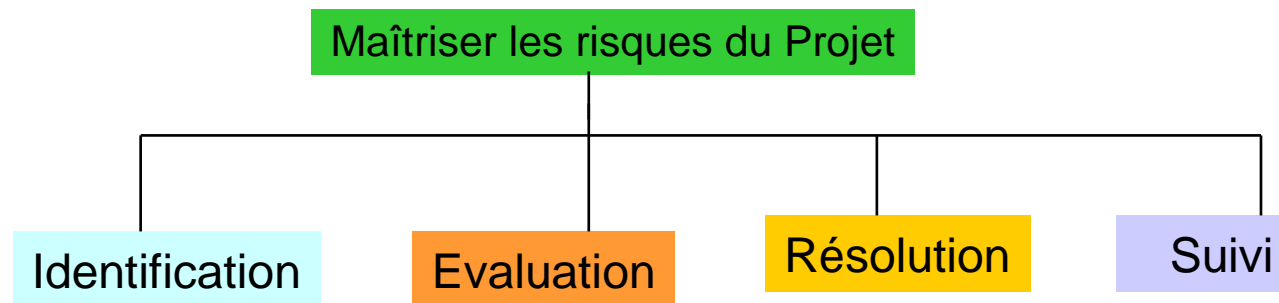 Maîtriser les risques du Projet
Identification
Evaluation
Résolution
Suivi